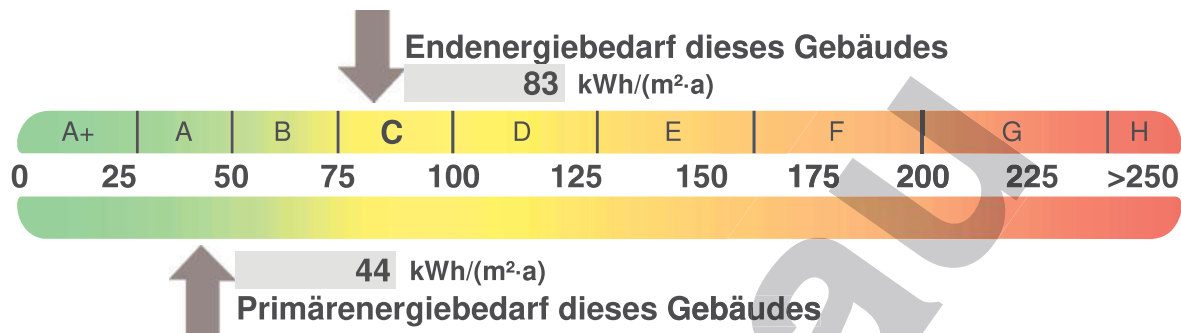 Endenergiebedarf dieses Gebäudes
83 kWh/(m²·a)
A+ A B C D E F G H
0 25 50 75 100 125 150 175 200 225 >250
44 kWh/(m²·a)
Primärenergiebedarf dieses Gebäudes
au